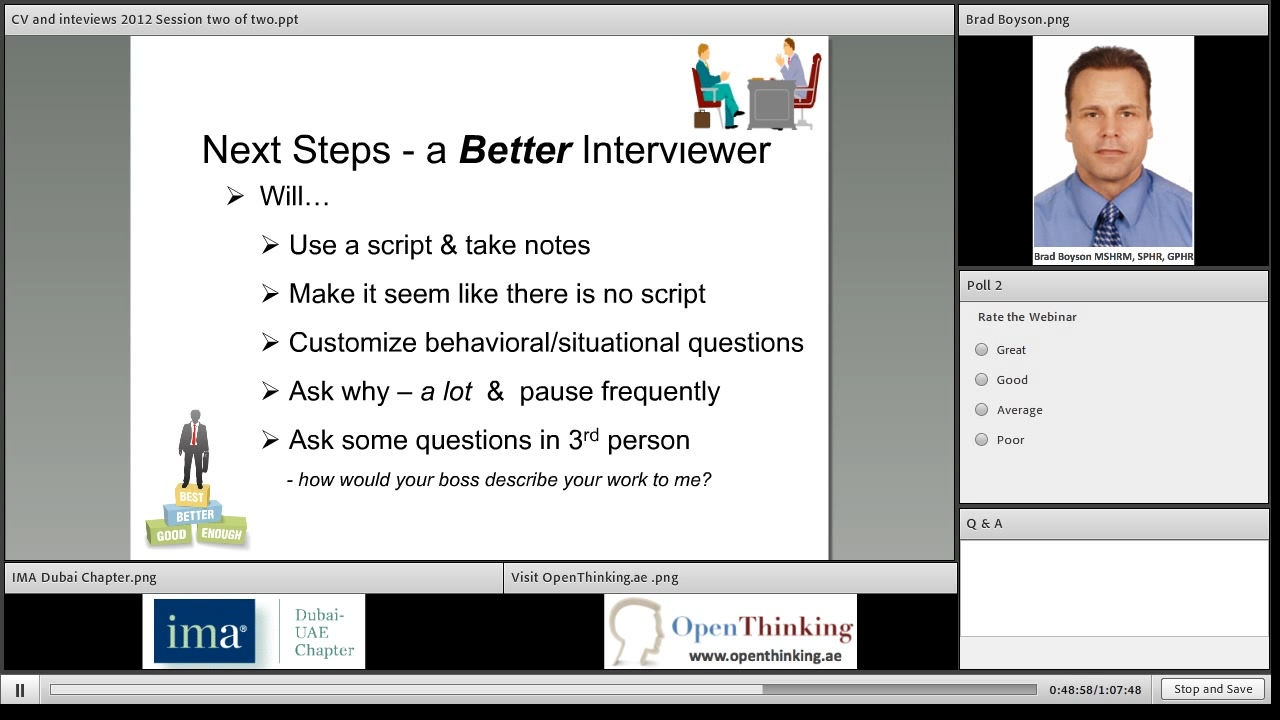 CV and inteviews 2012 Session two of two.ppt
Next Steps - a Better Interviewer
➢ Will…
➢ Use a script & take notes
➢ Make it seem like there is no script
➢ Customize behavioral/situational questions
➢ Ask why – a lot & pause frequently
➢ Ask some questions in 3rd person
- how would your boss describe your work to me?
BEST
BETTER
GOOD ENOUGH
Brad Boyson.png
Brad Boyson MSHRM, SPHR, GPHR
Poll 2
Rate the Webinar
Great
Good
Average
Poor
Q & A
IMA Dubai Chapter.png
ima®
Dubai-
UAE
Chapter
Visit OpenThinking.ae .png
OpenThinking
www.openthinking.ae
0:48:58/1:07:48
Stop and Save